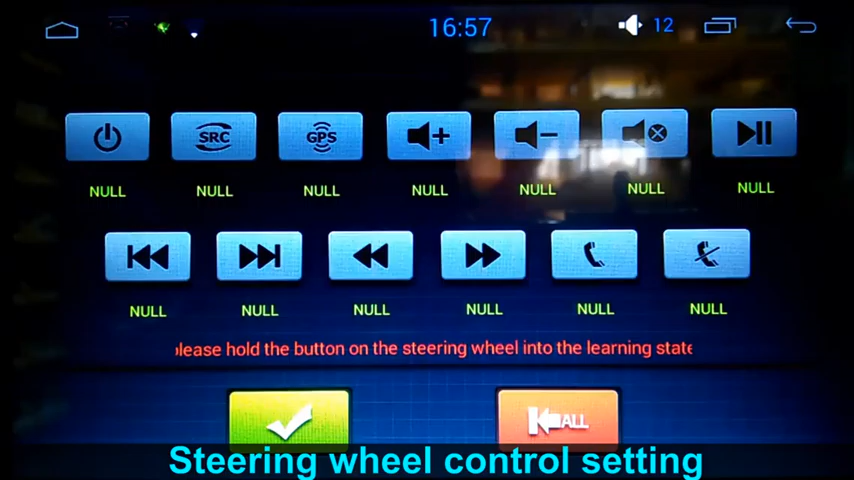 16:57 12
SRC GPS
NULL NULL NULL NULL NULL NULL NULL
NULL NULL NULL NULL NULL NULL
please hold the button on the steering wheel into the learning state
ALL
Steering wheel control setting